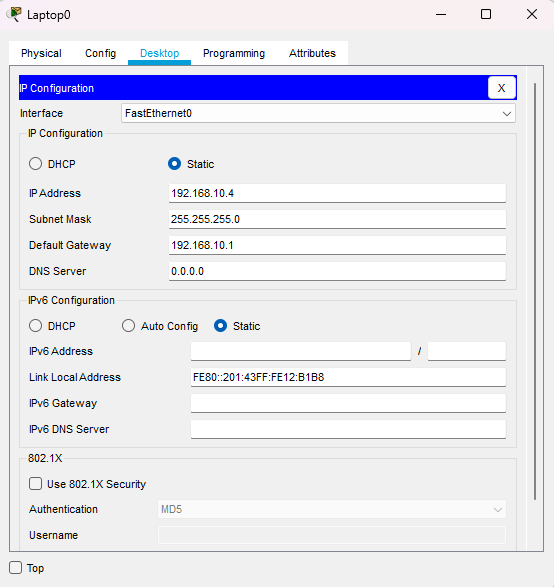 Laptop0
Physical Config Desktop Programming Attributes
IP Configuration X
Interface FastEthernet0
IP Configuration
DHCP Static
IP Address 192.168.10.4
Subnet Mask 255.255.255.0
Default Gateway 192.168.10.1
DNS Server 0.0.0.0
IPv6 Configuration
DHCP Auto Config Static
IPv6 Address /
Link Local Address FE80::201:43FF:FE12:B1B8
IPv6 Gateway
IPv6 DNS Server
802.1X
Use 802.1X Security
Authentication MD5
Username
Top